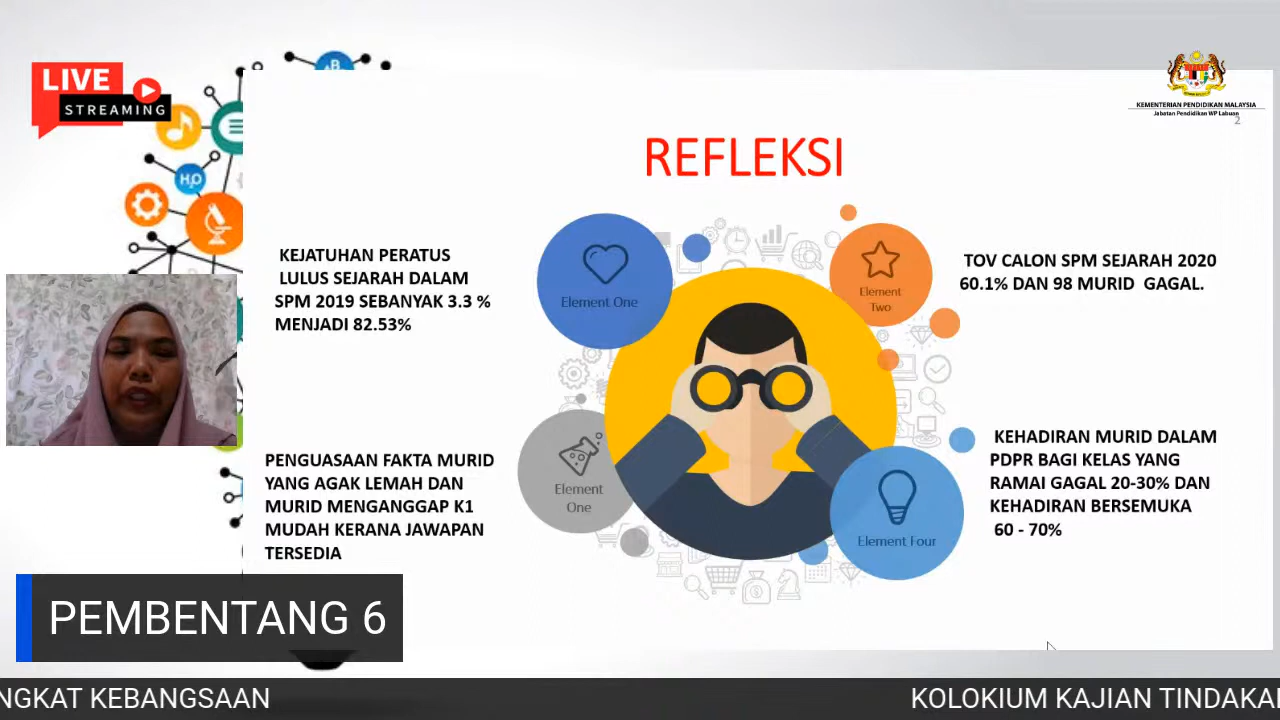 LIVE
STREAMING
B
H₂O
KEMENTERIAN PENDIDIKAN MALAYSIA
Jabatan Pendidikan WP Labuan
2
REFLEKSI
KEJATUHAN PERATUS
LULUS SEJARAH DALAM
SPM 2019 SEBANYAK 3.3 %
MENJADI 82.53%
Element One
Element
Two
TOV CALON SPM SEJARAH 2020
60.1% DAN 98 MURID GAGAL.
PENGUASAAN FAKTA MURID
YANG AGAK LEMAH DAN
MURID MENGANGGAP K1
MUDAH KERANA JAWAPAN
TERSEDIA
Element
One
Element Four
KEHADIRAN MURID DALAM
PDPR BAGI KELAS YANG
RAMAI GAGAL 20-30% DAN
KEHADIRAN BERSEMUKA
60 - 70%
PEMBENTANG 6
NGKAT KEBANGSAAN
KOLOKIUM KAJIAN TINDAKA